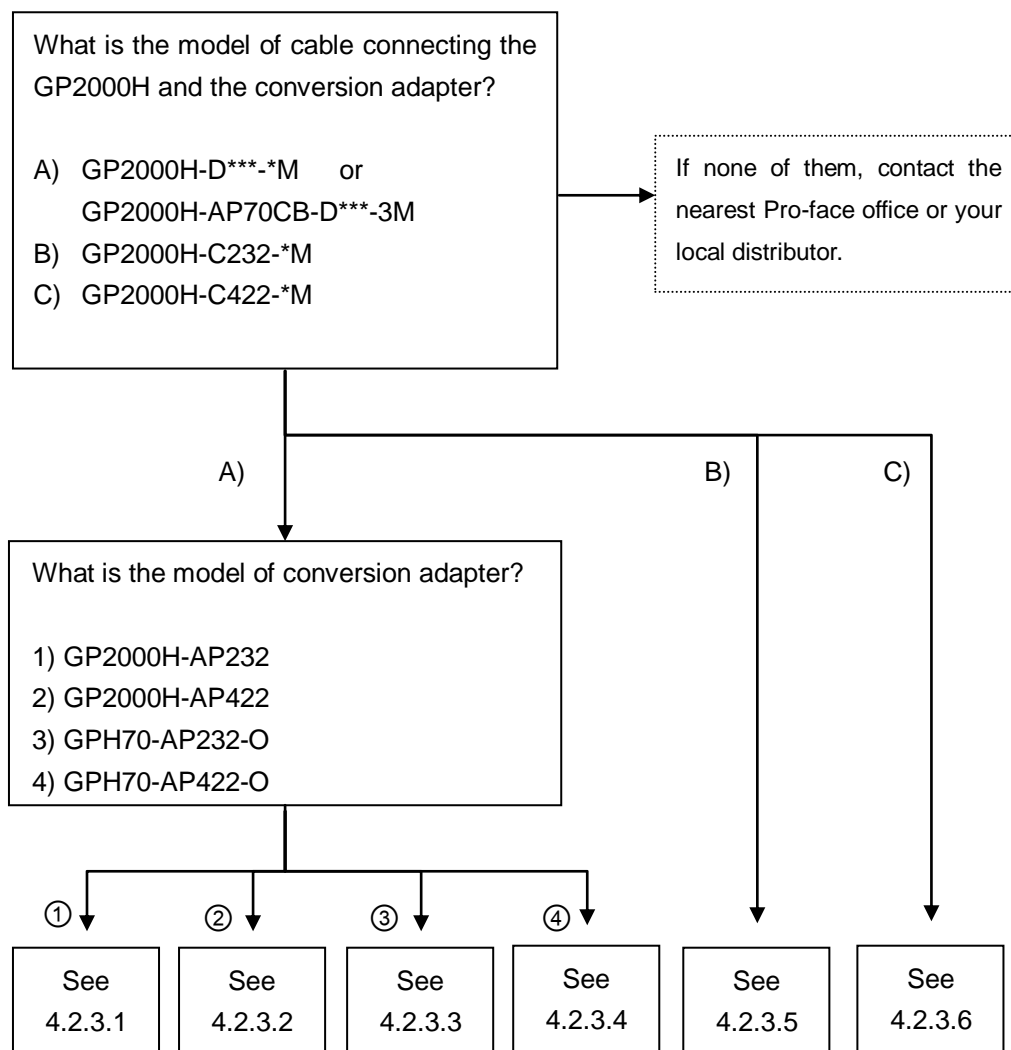 What is the model of cable connecting the
GP2000H and the conversion adapter?
A) GP2000H-D***-*M or
GP2000H-AP70CB-D***-3M
B) GP2000H-C232-*M
C) GP2000H-C422-*M
If none of them, contact the
nearest Pro-face office or your
local distributor.
A)
B)
C)
What is the model of conversion adapter?
1) GP2000H-AP232
2) GP2000H-AP422
3) GPH70-AP232-O
4) GPH70-AP422-O
①
②
③
④
See
4.2.3.1
See
4.2.3.2
See
4.2.3.3
See
4.2.3.4
See
4.2.3.5
See
4.2.3.6